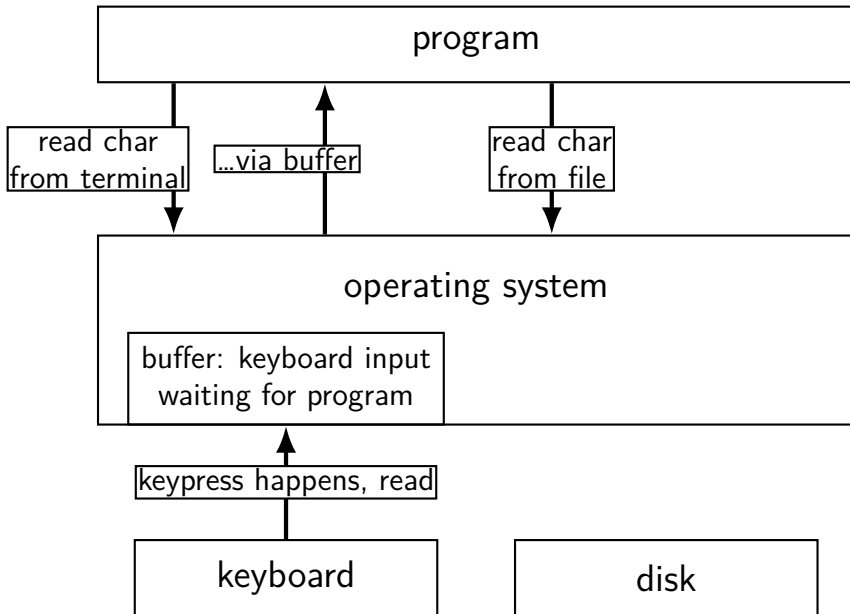 program
read char
from terminal
...via buffer
read char
from file
operating system
buffer: keyboard input
waiting for program
keypress happens, read
keyboard
disk